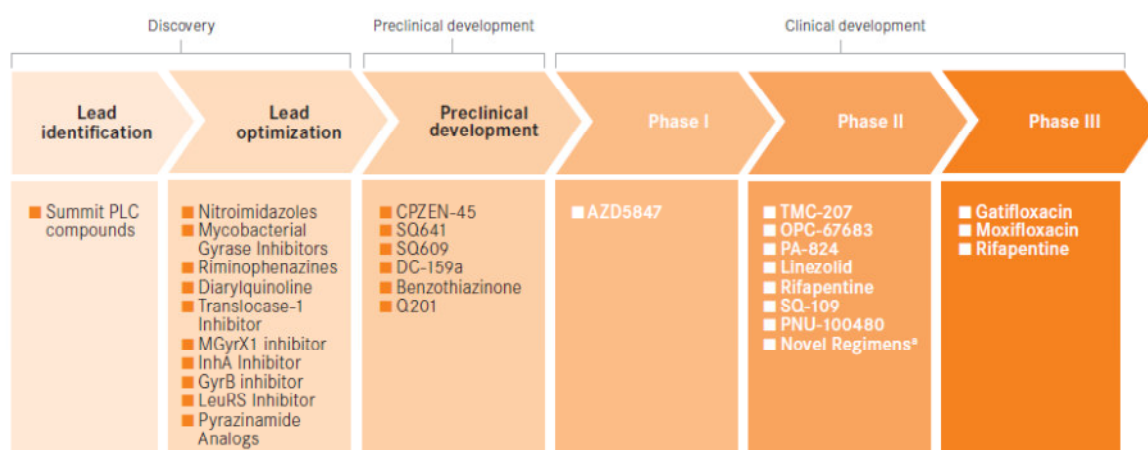 Discovery
Preclinical development
Clinical development
Lead
identification
Lead
optimization
Preclinical
development
Phase I
Phase II
Phase III
Summit PLC
compounds
Nitroimidazoles
Mycobacterial
Gyrase Inhibitors
Riminophenazines
Diarylquinoline
Translocase-1
Inhibitor
MGyrX1 inhibitor
InhA Inhibitor
GyrB inhibitor
LeuRS Inhibitor
Pyrazinamide
Analogs
CPZEN-45
SQ641
SQ609
DC-159a
Benzothiazinone
Q201
AZD5847
TMC-207
OPC-67683
PA-824
Linezolid
Rifapentine
SQ-109
PNU-100480
Novel Regimensᵃ
Gatifloxacin
Moxifloxacin
Rifapentine